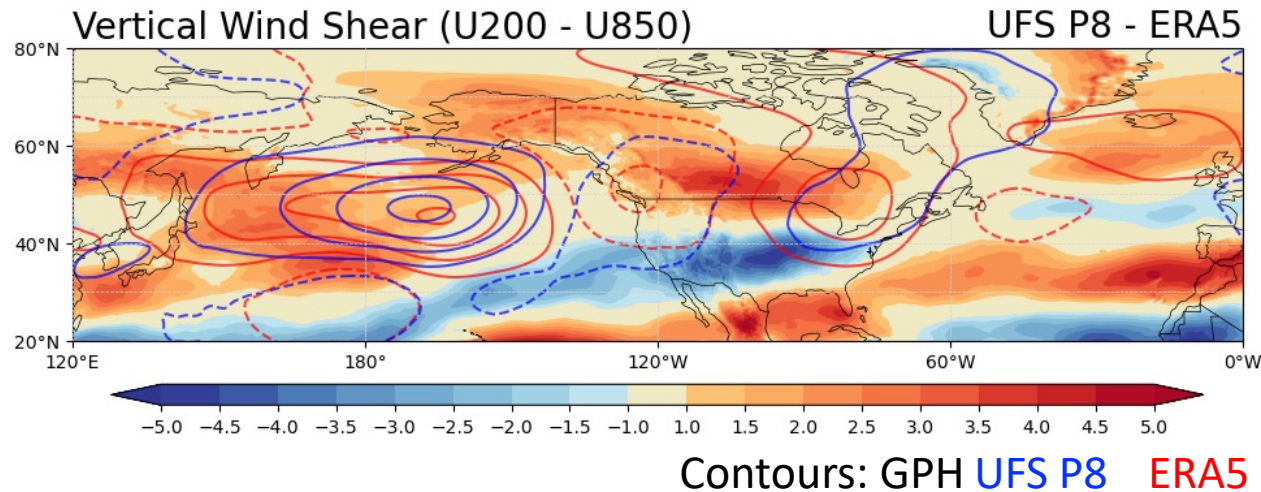 Vertical Wind Shear (U200 - U850) UFS P8 - ERA5
80°N
60°N
40°N
20°N
120°E 180° 120°W 60°W 0°W
−5.0 −4.5 −4.0 −3.5 −3.0 −2.5 −2.0 −1.5 −1.0 1.0 1.5 2.0 2.5 3.0 3.5 4.0 4.5 5.0
Contours: GPH UFS P8 ERA5